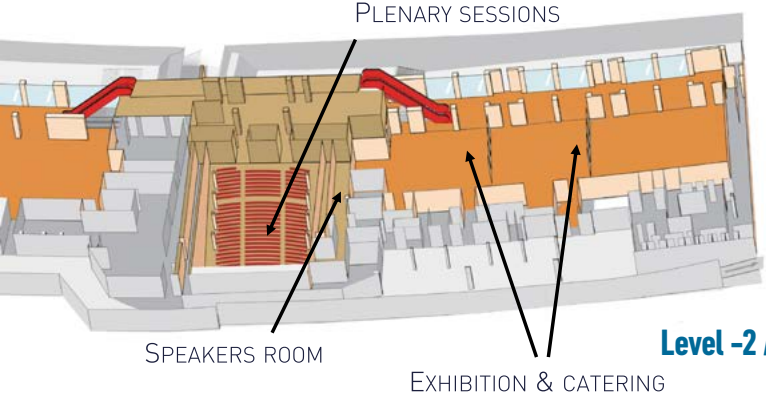 PLENARY SESSIONS
SPEAKERS ROOM
Level -2
EXHIBITION & CATERING